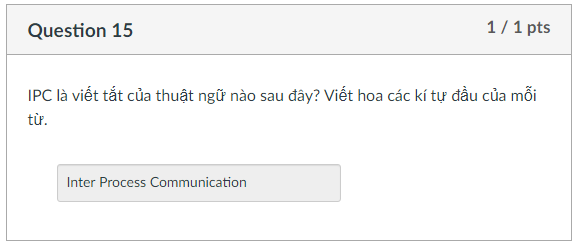 Question 15
1 / 1 pts
IPC là viết tắt của thuật ngữ nào sau đây? Viết hoa các kí tự đầu của mỗi
từ.
Inter Process Communication